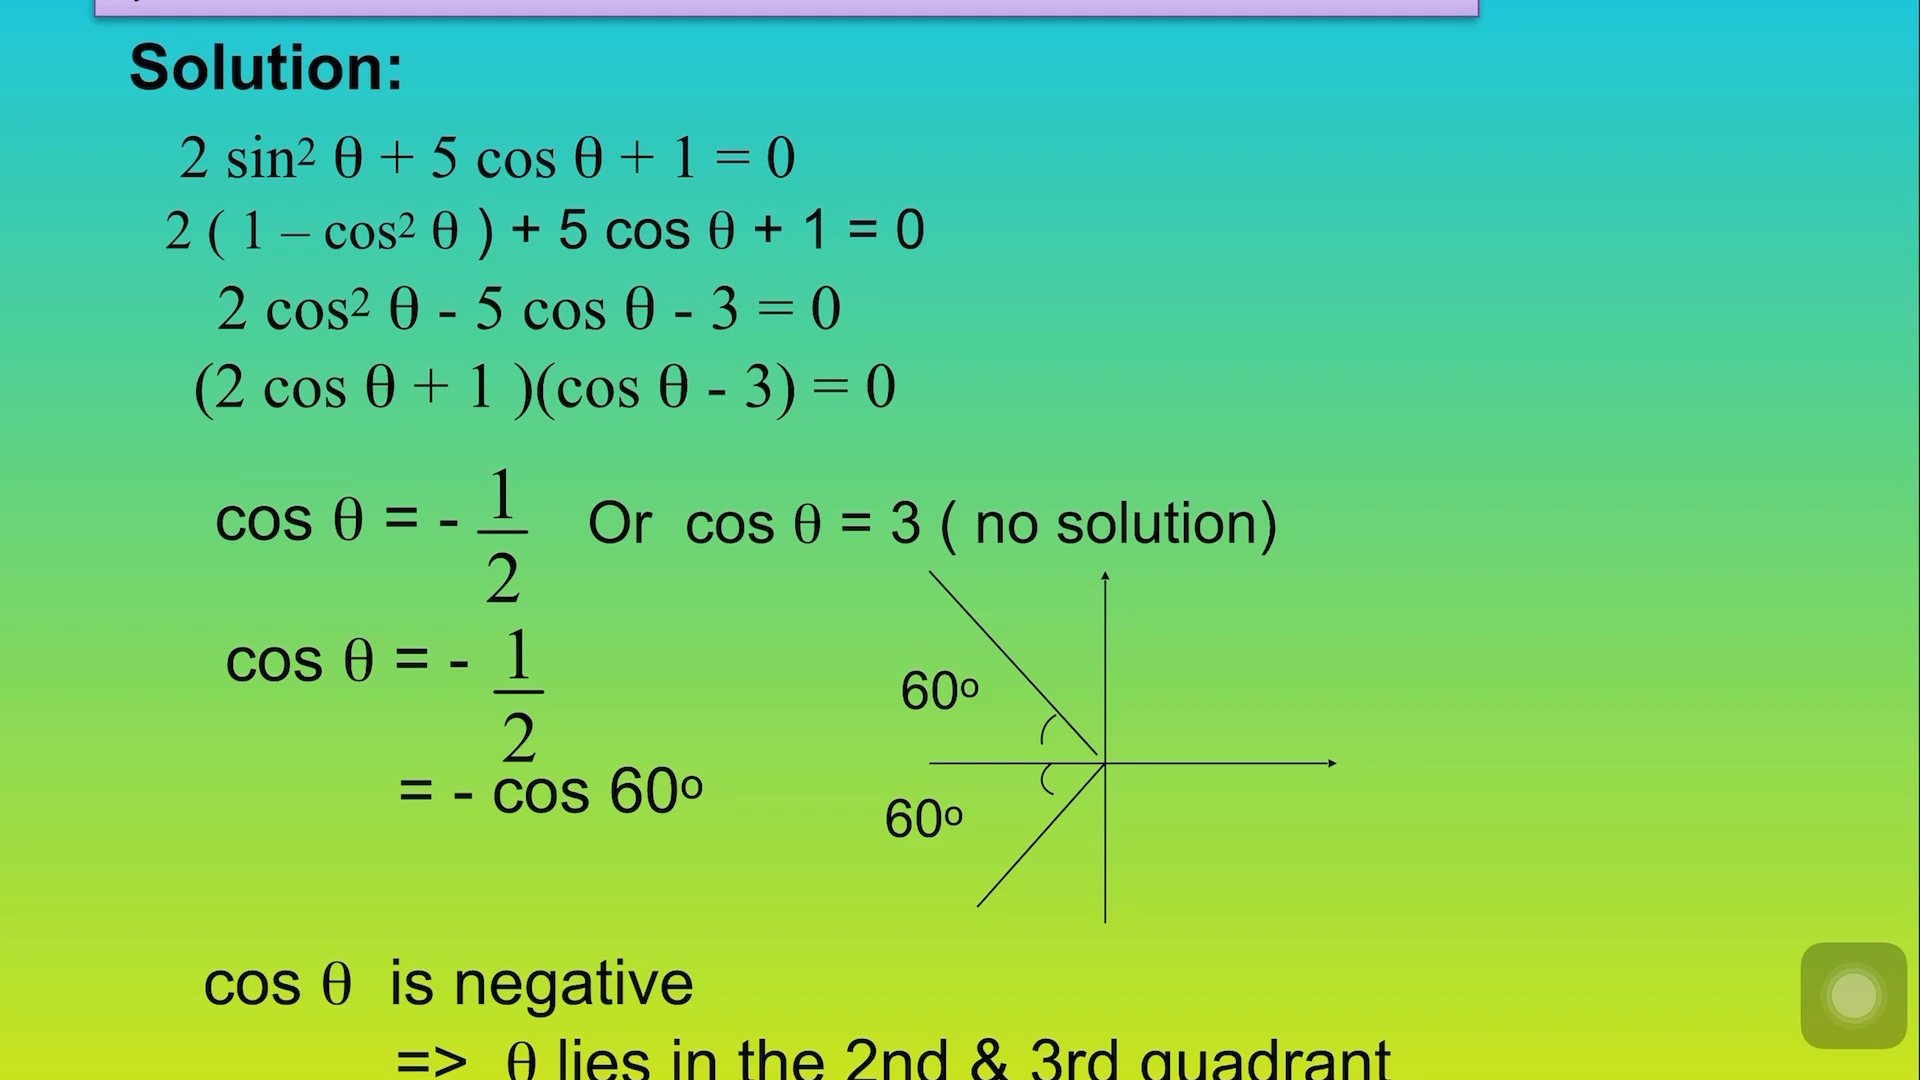 Solution:
2 sin² θ + 5 cos θ + 1 = 0
2 ( 1 – cos² θ ) + 5 cos θ + 1 = 0
2 cos² θ - 5 cos θ - 3 = 0
(2 cos θ + 1 )(cos θ - 3) = 0
cos θ = - 1/2 Or cos θ = 3 ( no solution)
cos θ = - 1/2
= - cos 60º
60º
60º
cos θ is negative
=> θ lies in the 2nd & 3rd quadrant